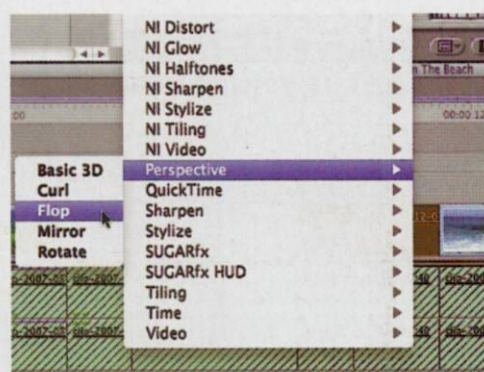 NI Distort
NI Glow
NI Halftones
NI Sharpen
n The Beach
NI Stylize
NI Tiling
00:00 12
NI Video
Perspective
Basic 3D
QuickTime
Curl
Sharpen
Flop
Stylize
Mirror
SUGARfx
Rotate
SUGARfx HUD
Tiling
Time
Video